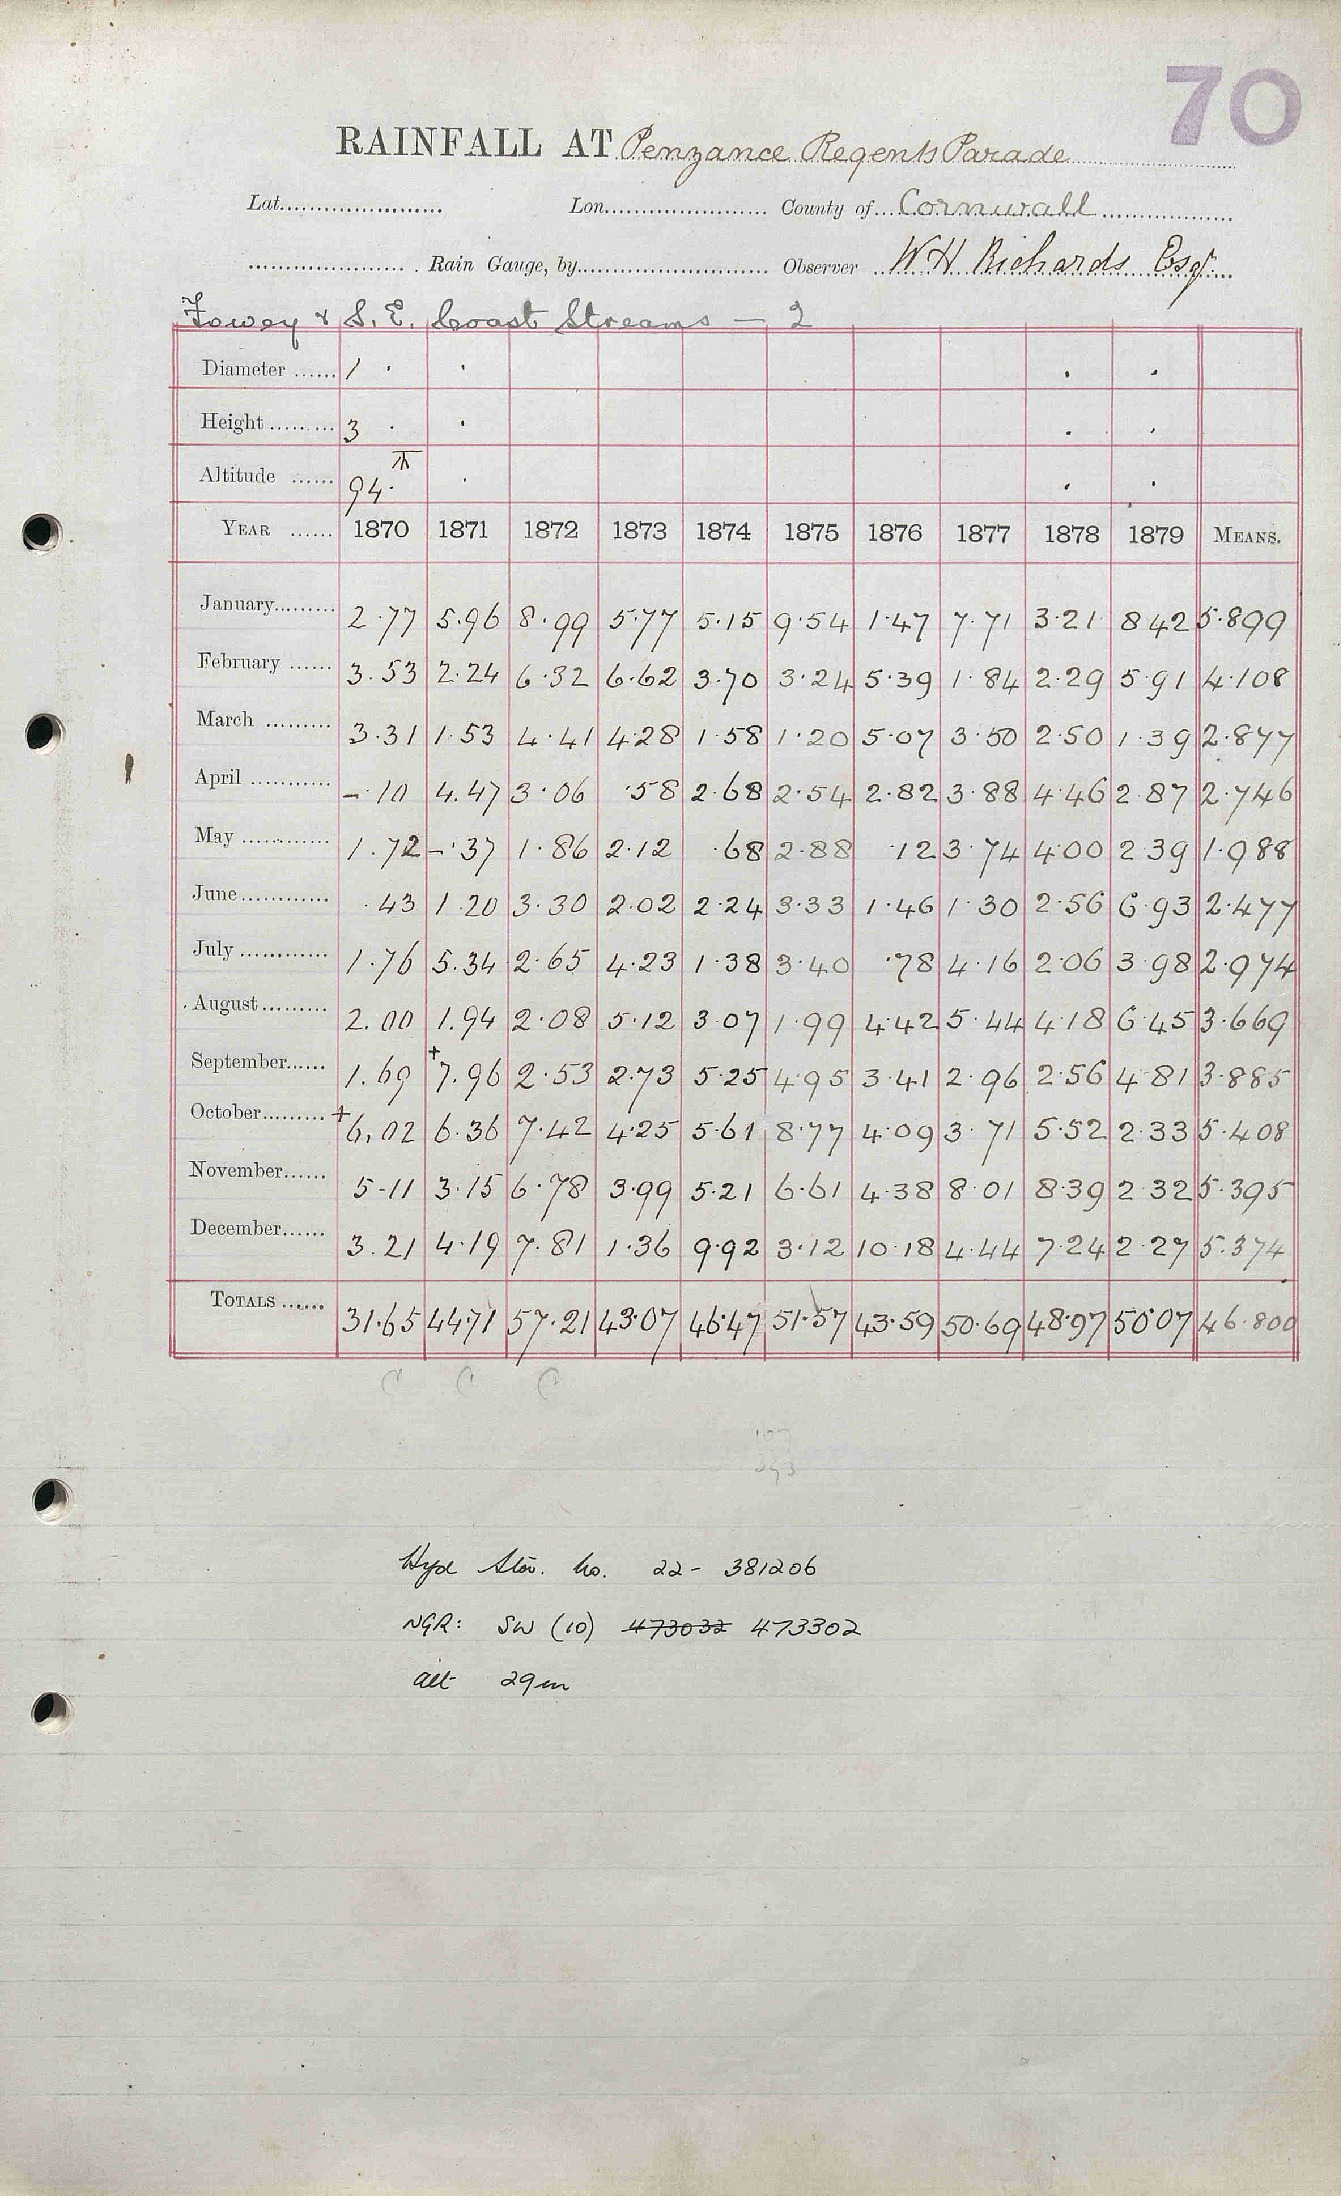 70
RAINFALL AT Penzance Regents Parade
Lat. Lon. County of Cornwall
Rain Gauge, by Observer W H Richards Esqr
Fowey & S. E. Coast Streams — 2
Diameter 1
Height 3
Altitude 94
YEAR 1870 1871 1872 1873 1874 1875 1876 1877 1878 1879 MEANS.
January 2.77 5.96 8.99 5.77 5.15 9.54 1.47 7.71 3.21 8 42 5.899
February 3.53 2.24 6.32 6.62 3.70 3.24 5.39 1.84 2.29 5 91 4.108
March 3.31 1.53 4.41 4.28 1.58 1.20 5.07 3.50 2.50 1.39 2.877
April –.10 4.47 3.06 .58 2.68 2.54 2.82 3.88 4.46 2 87 2.746
May 1.72 –.37 1.86 2.12 .68 2.88 .12 3.74 4.00 2 39 1.988
June .43 1.20 3.30 2.02 2.24 3.33 1.46 1.30 2.56 6 93 2.477
July 1.76 5.34 2.65 4.23 1.38 3.40 .78 4.16 2.06 3 98 2.974
August 2.00 1.94 2.08 5.12 3.07 1.99 4.42 5.44 4.18 6 45 3.669
September 1.69 +7.96 2.53 2.73 5.25 4.95 3.41 2.96 2.56 4 81 3.885
October +6.02 6.36 7.42 4.25 5.61 8.77 4.09 3.71 5.52 2.33 5.408
November 5-11 3.15 6.78 3.99 5.21 6.61 4.38 8.01 8.39 2 32 5.395
December 3.21 4.19 7.81 1.36 9.92 3.12 10.18 4.44 7.24 2.27 5.374
TOTALS 31.65 44.71 57.21 43.07 46.47 51.57 43.59 50.69 48.97 50.07 46.800
C C C
Hyd Stn. No. 22- 381206
NGR: SW (10) 473032 473302
alt 29m